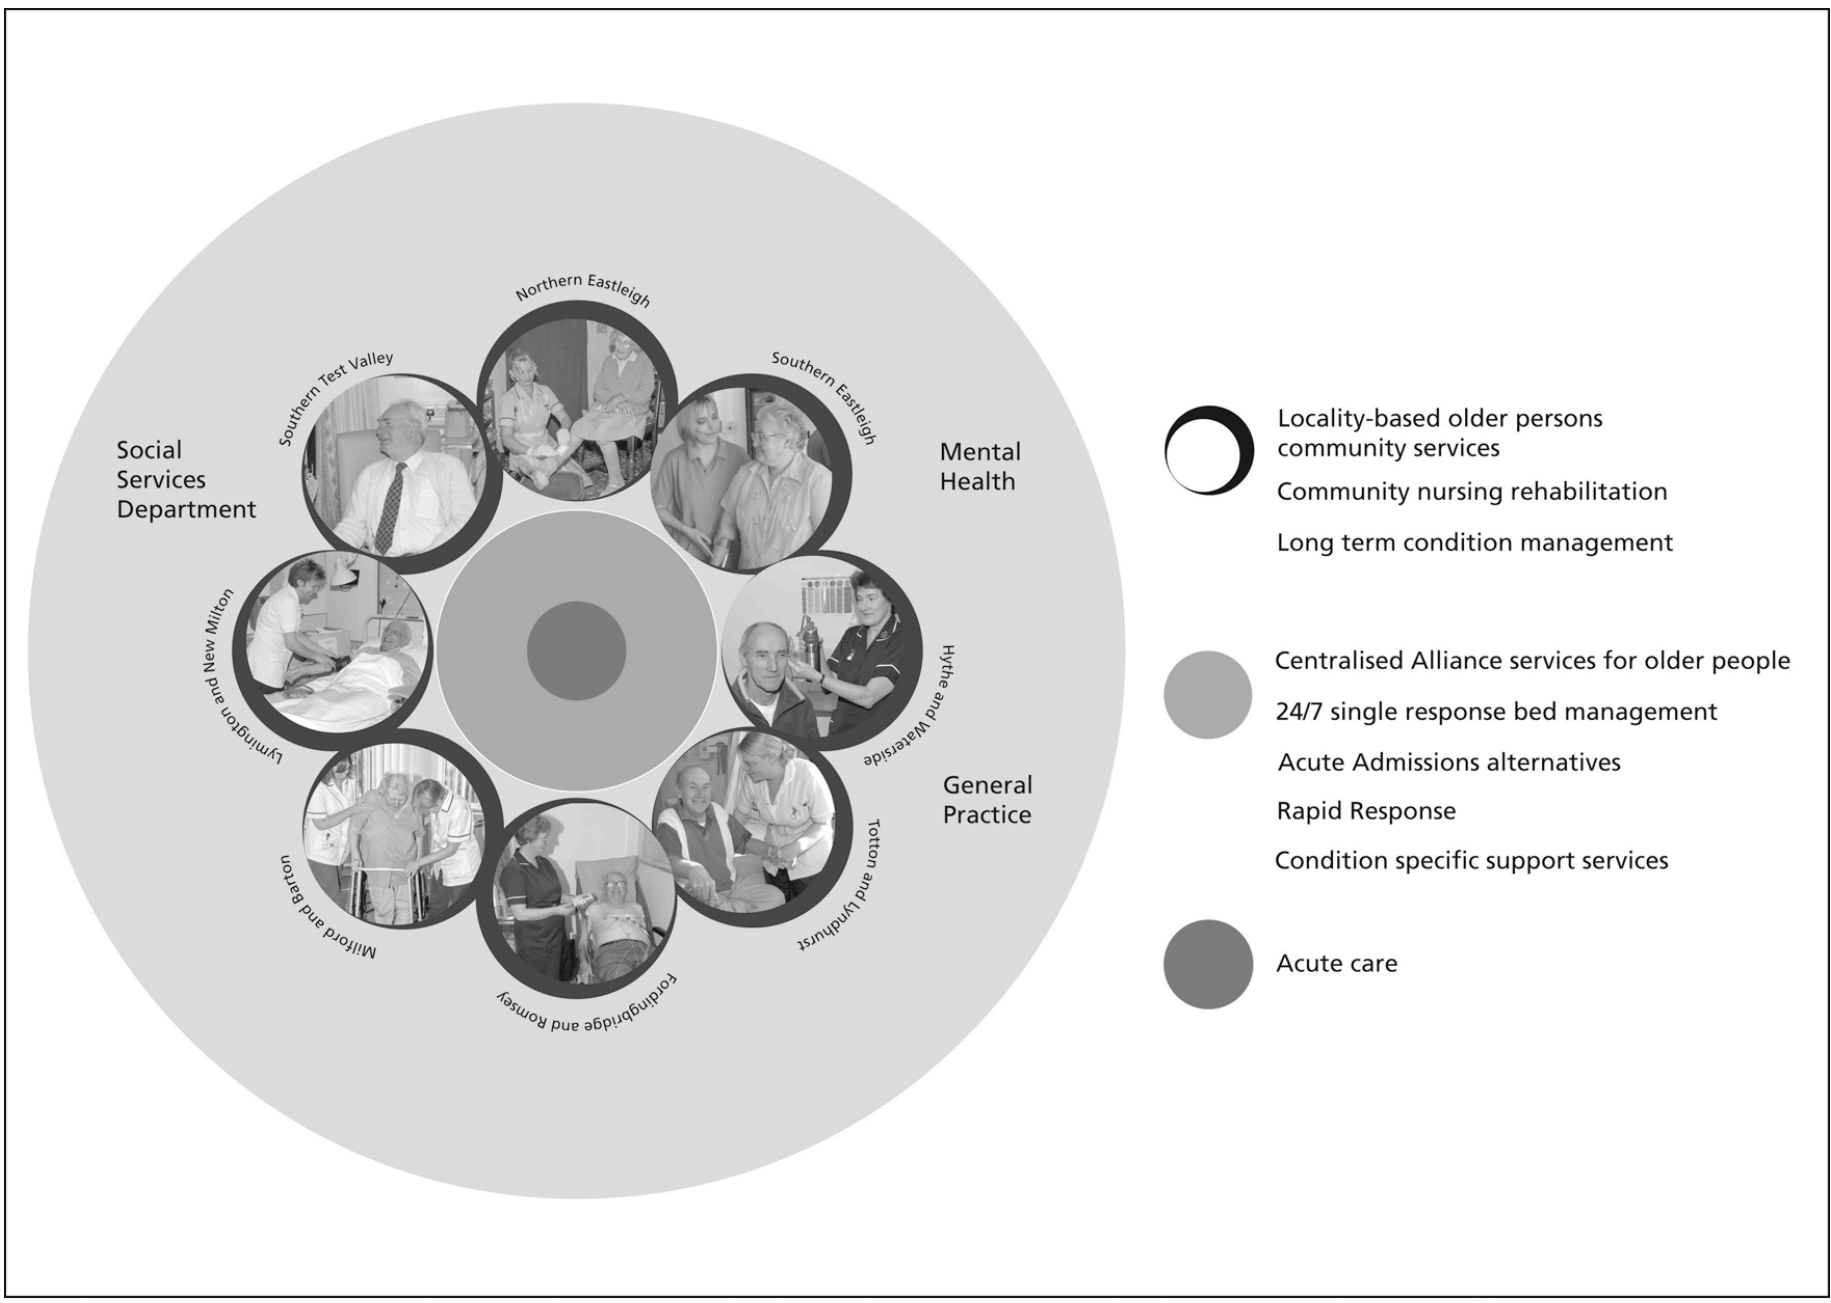 Northern Eastleigh
Southern Test Valley
Southern Eastleigh
Social
Services
Department
Mental
Health
Lymington and New Milton
Hythe and Waterside
General
Practice
Milford and Barton
Totton and Lyndhurst
Fordingbridge and Romsey
Locality-based older persons
community services
Community nursing rehabilitation
Long term condition management
Centralised Alliance services for older people
24/7 single response bed management
Acute Admissions alternatives
Rapid Response
Condition specific support services
Acute care